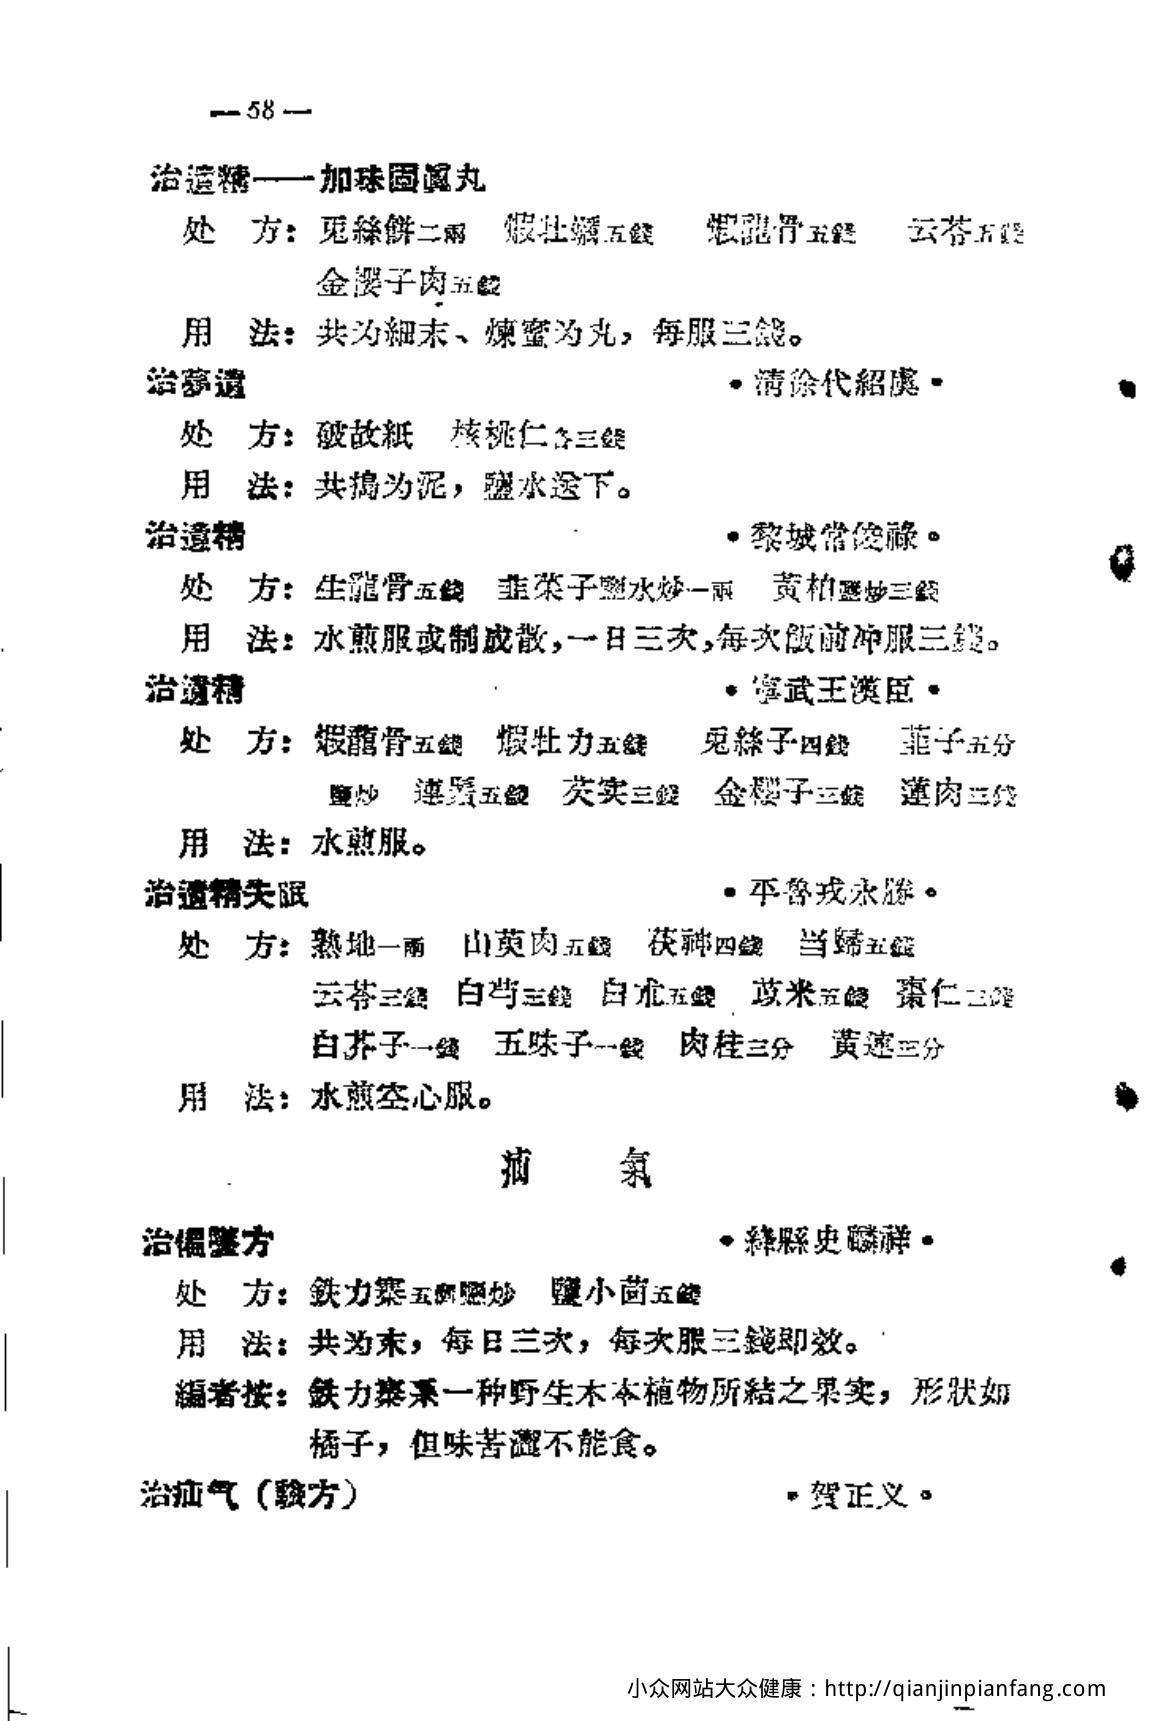 — 58 —
治遺精——加珠固眞丸
处　方：兎絲餅二兩　煅牡蠣五錢　煅龍骨五錢　云苓五錢
金櫻子肉五錢
用　法：共为細末、煉蜜为丸，每服三錢。
治夢遺　•清徐代紹虞•
处　方：破故紙　核桃仁各三錢
用　法：共搗为泥，鹽水送下。
治遺精　•黎城常俊祿•
处　方：生龍骨五錢　韭菜子鹽水炒一兩　黃柏鹽炒三錢
用　法：水煎服或制成散，一日三次，每次飯前冲服三錢。
治遺精　•寧武王漢臣•
处　方：煅龍骨五錢　煅牡力五錢　兎絲子四錢　韮子五分
鹽炒　連鬚五錢　芡实三錢　金櫻子三錢　蓮肉三錢
用　法：水煎服。
治遺精失眠　•平魯戎永勝•
处　方：熟地一兩　山萸肉五錢　茯神四錢　当歸五錢
云苓三錢　白芍三錢　白朮五錢　苡米五錢　棗仁三錢
白芥子一錢　五味子一錢　肉桂三分　黃連三分
用　法：水煎空心服。
疝　氣
治偏墜方　•絳縣史麟祥•
处　方：鉄力寨五兩鹽炒　鹽小茴五錢
用　法：共为末，每日三次，每次服三錢即效。
編者按：鉄力寨系一种野生木本植物所結之果实，形狀如
橘子，但味苦澀不能食。
治疝气（驗方）　•贺正义•
小众网站大众健康：http://qianjinpianfang.com